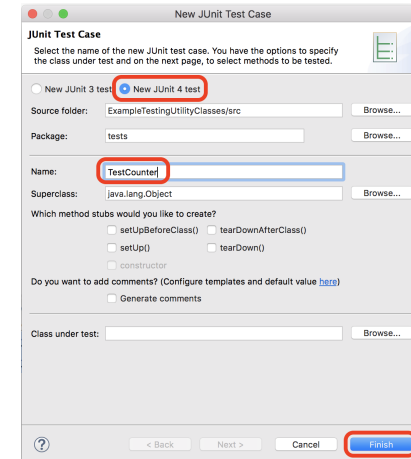 New JUnit Test Case
JUnit Test Case
Select the name of the new JUnit test case. You have the options to specify
the class under test and on the next page, to select methods to be tested.
New JUnit 3 test New JUnit 4 test
Source folder: ExampleTestingUtilityClasses/src Browse...
Package: tests Browse...
Name: TestCounter
Superclass: java.lang.Object Browse...
Which method stubs would you like to create?
setUpBeforeClass() tearDownAfterClass()
setUp() tearDown()
constructor
Do you want to add comments? (Configure templates and default value here)
Generate comments
Class under test: Browse...
? < Back Next > Cancel Finish